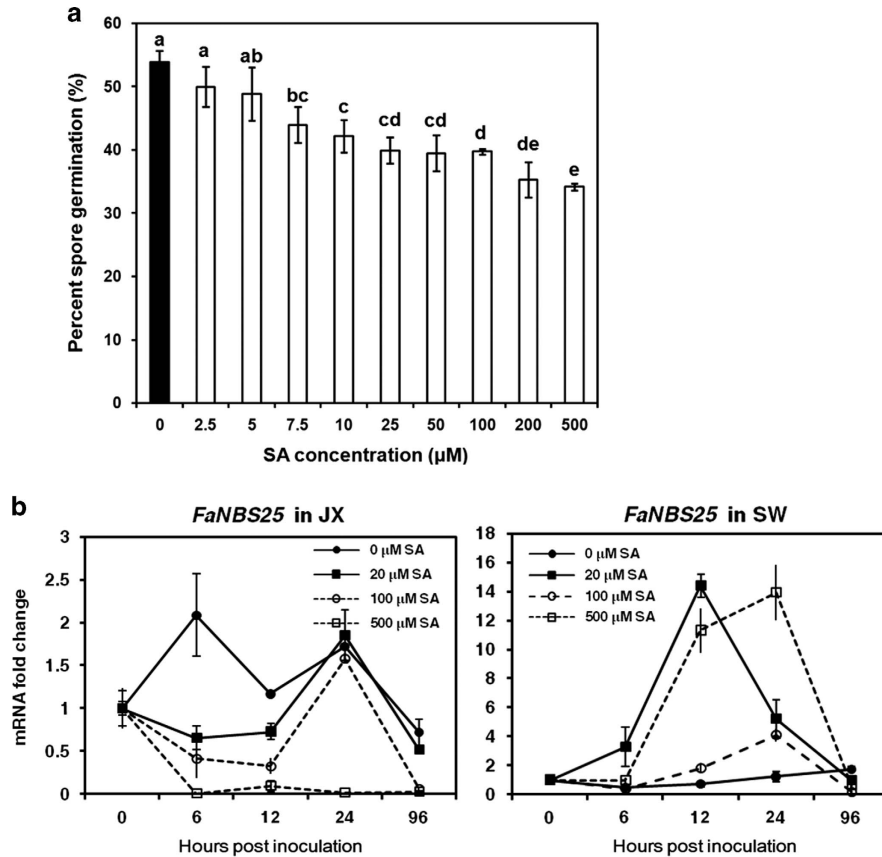 a
60
50
40
30
20
10
0
Percent spore germination (%)
a
a
ab
bc
c
cd
cd
d
de
e
0 2.5 5 7.5 10 25 50 100 200 500
SA concentration (µM)
b
FaNBS25 in JX
3
2.5
2
1.5
1
0.5
0
mRNA fold change
0 µM SA
20 µM SA
100 µM SA
500 µM SA
0 6 12 24 96
Hours post inoculation
FaNBS25 in SW
18
16
14
12
10
8
6
4
2
0
0 µM SA
20 µM SA
100 µM SA
500 µM SA
0 6 12 24 96
Hours post inoculation